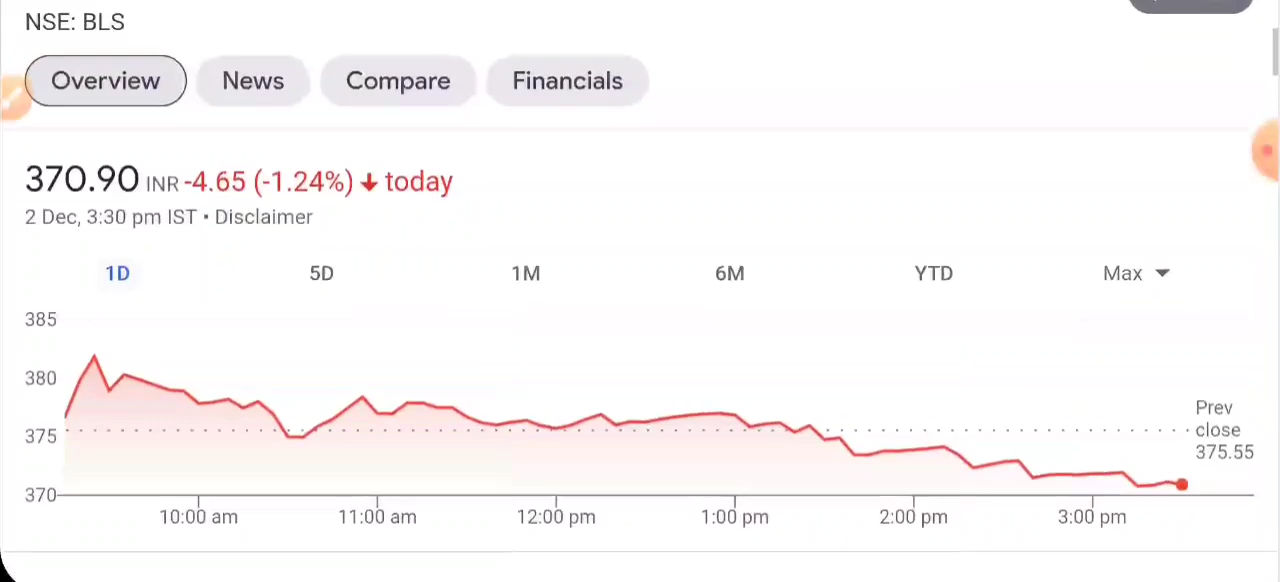 NSE: BLS
Overview News Compare Financials
370.90 INR -4.65 (-1.24%) ↓ today
2 Dec, 3:30 pm IST • Disclaimer
1D 5D 1M 6M YTD Max
385
380
375
370
Prev
close
375.55
10:00 am 11:00 am 12:00 pm 1:00 pm 2:00 pm 3:00 pm